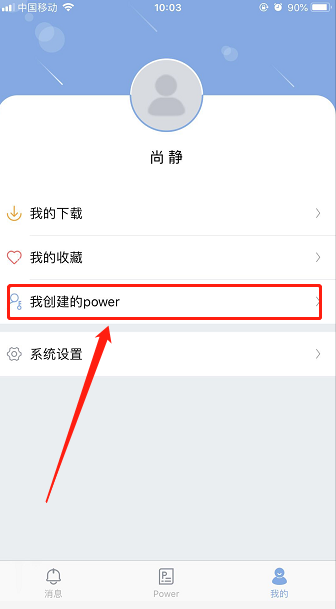 中国移动 10:03 90%
尚 静
我的下载
我的收藏
我创建的power
系统设置
消息 Power 我的